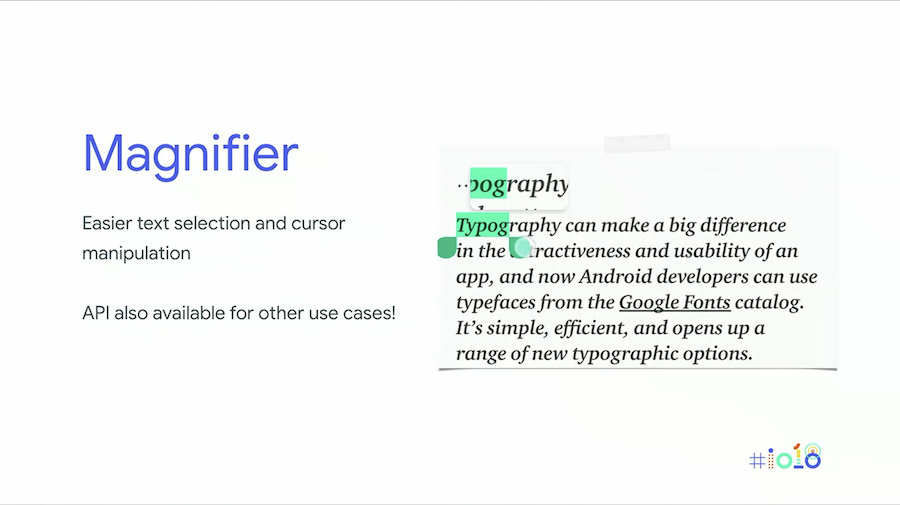 Magnifier
Easier text selection and cursor
manipulation
API also available for other use cases!
pography
Typography can make a big difference
in the attractiveness and usability of an
app, and now Android developers can use
typefaces from the Google Fonts catalog.
It's simple, efficient, and opens up a
range of new typographic options.
#io18